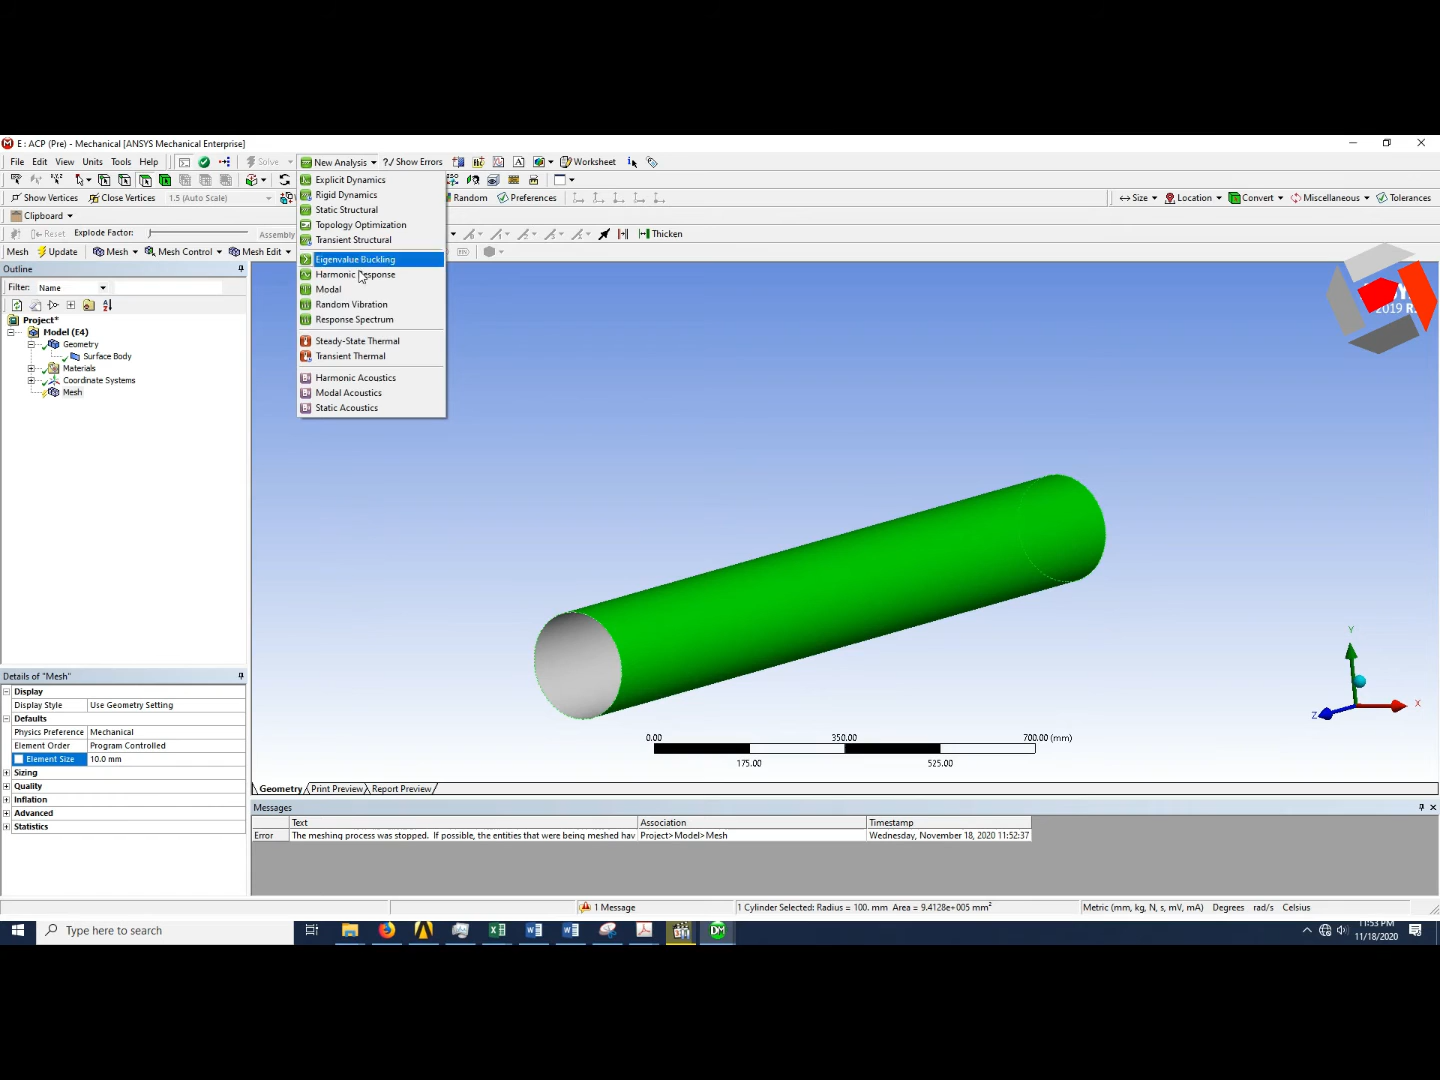 E : ACP (Pre) - Mechanical [ANSYS Mechanical Enterprise]
File Edit View Units Tools Help Solve New Analysis ?/ Show Errors Worksheet
Show Vertices Close Vertices 1.5 (Auto Scale) Random Preferences Size Location Convert Miscellaneous Tolerances
Clipboard
Reset Explode Factor: Assembly Thicken
Mesh Update Mesh Mesh Control Mesh Edit
Explicit Dynamics
Rigid Dynamics
Static Structural
Topology Optimization
Transient Structural
Eigenvalue Buckling
Harmonic Response
Modal
Random Vibration
Response Spectrum
Steady-State Thermal
Transient Thermal
Harmonic Acoustics
Modal Acoustics
Static Acoustics
Outline
Filter: Name
Project*
Model (E4)
Geometry
Surface Body
Materials
Coordinate Systems
Mesh
2019
Details of "Mesh"
Display
Display Style Use Geometry Setting
Defaults
Physics Preference Mechanical
Element Order Program Controlled
Element Size 10.0 mm
Sizing
Quality
Inflation
Advanced
Statistics
Y
X
Z
0.00 350.00 700.00 (mm)
175.00 525.00
Geometry Print Preview Report Preview
Messages
Text Association Timestamp
Error The meshing process was stopped. If possible, the entities that were being meshed hav Project>Model>Mesh Wednesday, November 18, 2020 11:52:37
1 Message 1 Cylinder Selected: Radius = 100. mm Area = 9.4128e+005 mm² Metric (mm, kg, N, s, mV, mA) Degrees rad/s Celsius
Type here to search
11:53 PM
11/18/2020